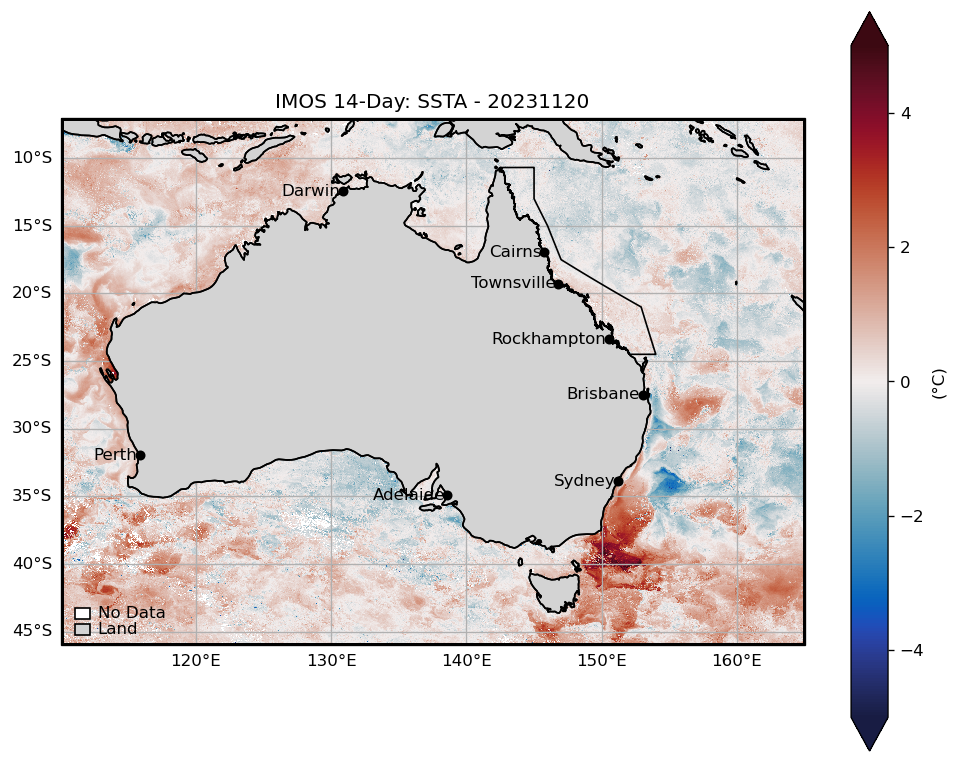 IMOS 14-Day: SSTA - 20231120
10°S
15°S
20°S
25°S
30°S
35°S
40°S
45°S
Darwin
Cairns
Townsville
Rockhampton
Brisbane
Perth
Sydney
Adelaide
No Data
Land
120°E 130°E 140°E 150°E 160°E
4
2
0
−2
−4
(°C)